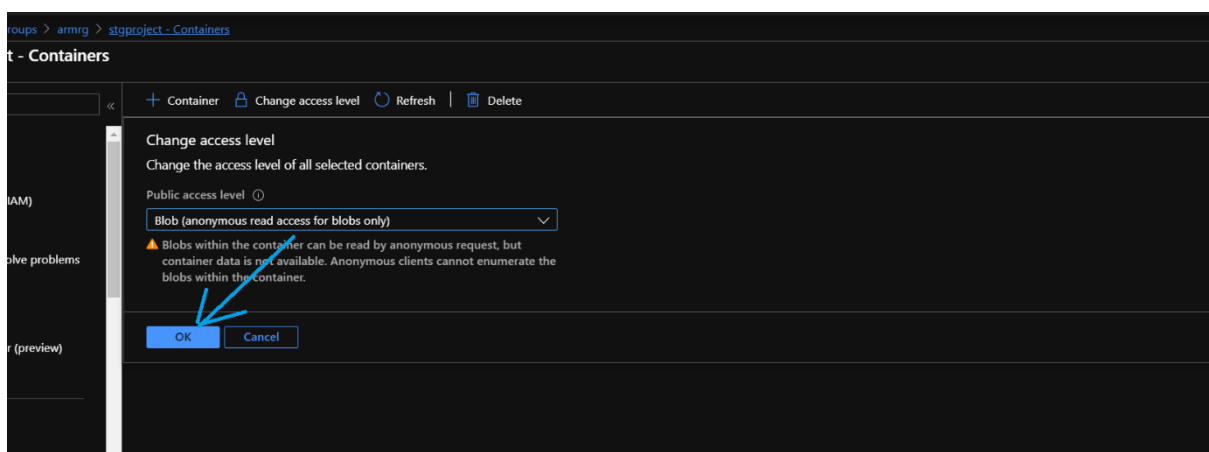 roups > armrg > stgproject - Containers
t - Containers
« + Container Change access level Refresh | Delete
Change access level
Change the access level of all selected containers.
IAM)
Public access level
Blob (anonymous read access for blobs only)
Blobs within the container can be read by anonymous request, but
olve problems
container data is not available. Anonymous clients cannot enumerate the
blobs within the container.
OK Cancel
r (preview)